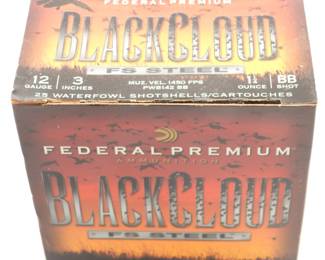 FEDERAL PREMIUM
BLACKCLOUD
FS STEEL
12 GAUGE
3 INCHES
MUZ. VEL. 1450 FPS
PWB142 BB
1¼ OUNCE
BB SHOT
25 WATERFOWL SHOTSHELLS/CARTOUCHES
FEDERAL PREMIUM
AMMUNITION
BLACKCLOUD
FS STEEL